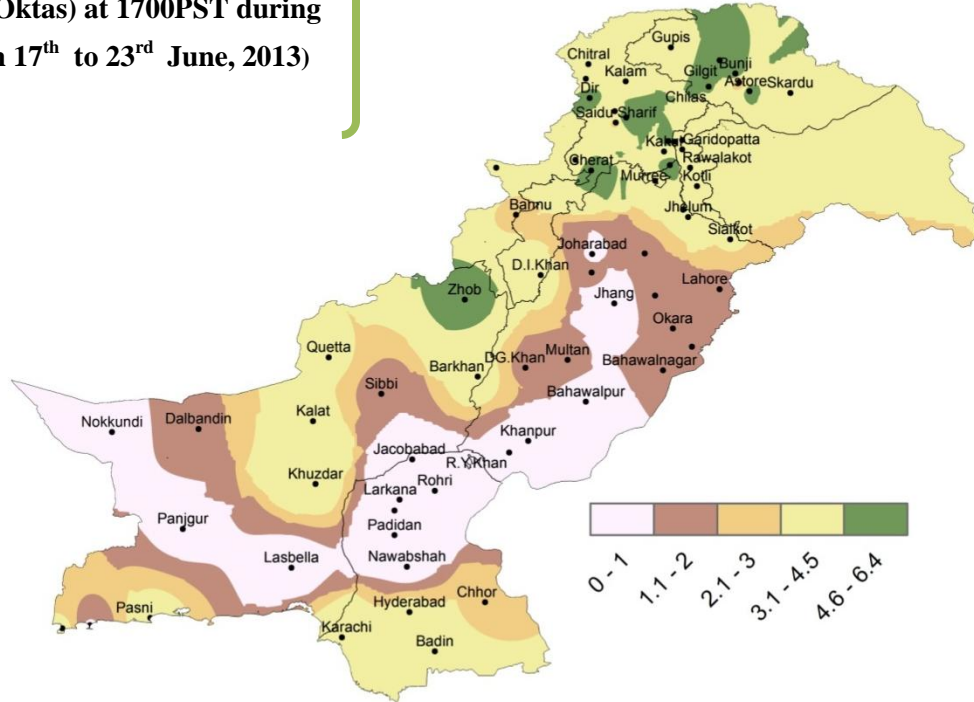 Oktas) at 1700PST during
17th to 23rd June, 2013)
Gupis
Chitral
Kalam
Gilgit
Bunji
Astore
Skardu
Dir
Chilas
Saidu Sharif
Garidopatta
Rawalakot
Cherat
Murree
Kotli
Bannu
Jhelum
Sialkot
Joharabad
D.I.Khan
Lahore
Zhob
Jhang
Okara
Quetta
Multan
DG.Khan
Barkhan
Bahawalnagar
Sibbi
Bahawalpur
Kalat
Dalbandin
Nokkundi
Khanpur
Jacobabad
R.Y.Khan
Khuzdar
Rohri
Larkana
Panjgur
Padidan
Lasbella
Nawabshah
Chhor
Hyderabad
Pasni
Karachi
Badin
0 - 1
1.1 - 2
2.1 - 3
3.1 - 4.5
4.6 - 6.4